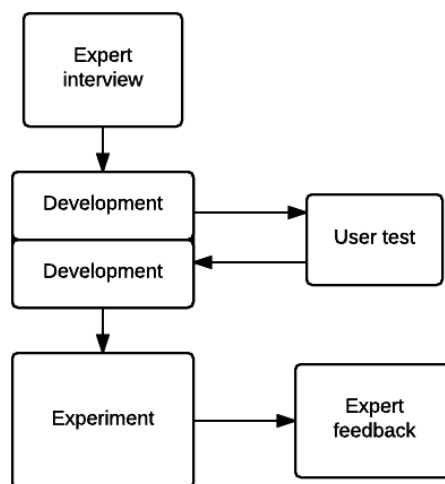 Expert
interview
Development
User test
Development
Experiment
Expert
feedback